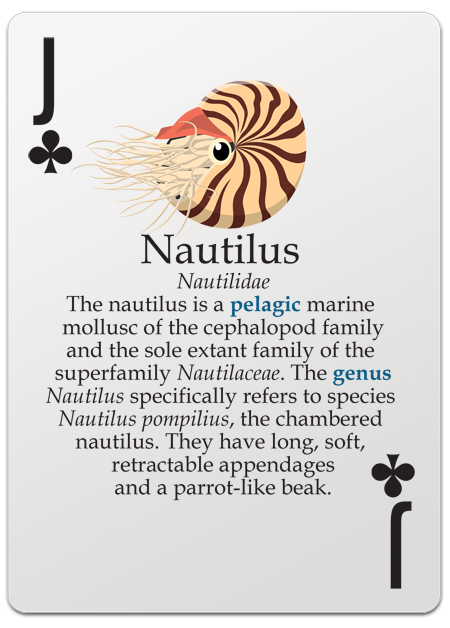 J
Nautilus
Nautilidae
The nautilus is a pelagic marine
mollusc of the cephalopod family
and the sole extant family of the
superfamily Nautilaceae. The genus
Nautilus specifically refers to species
Nautilus pompilius, the chambered
nautilus. They have long, soft,
retractable appendages
and a parrot-like beak.
J